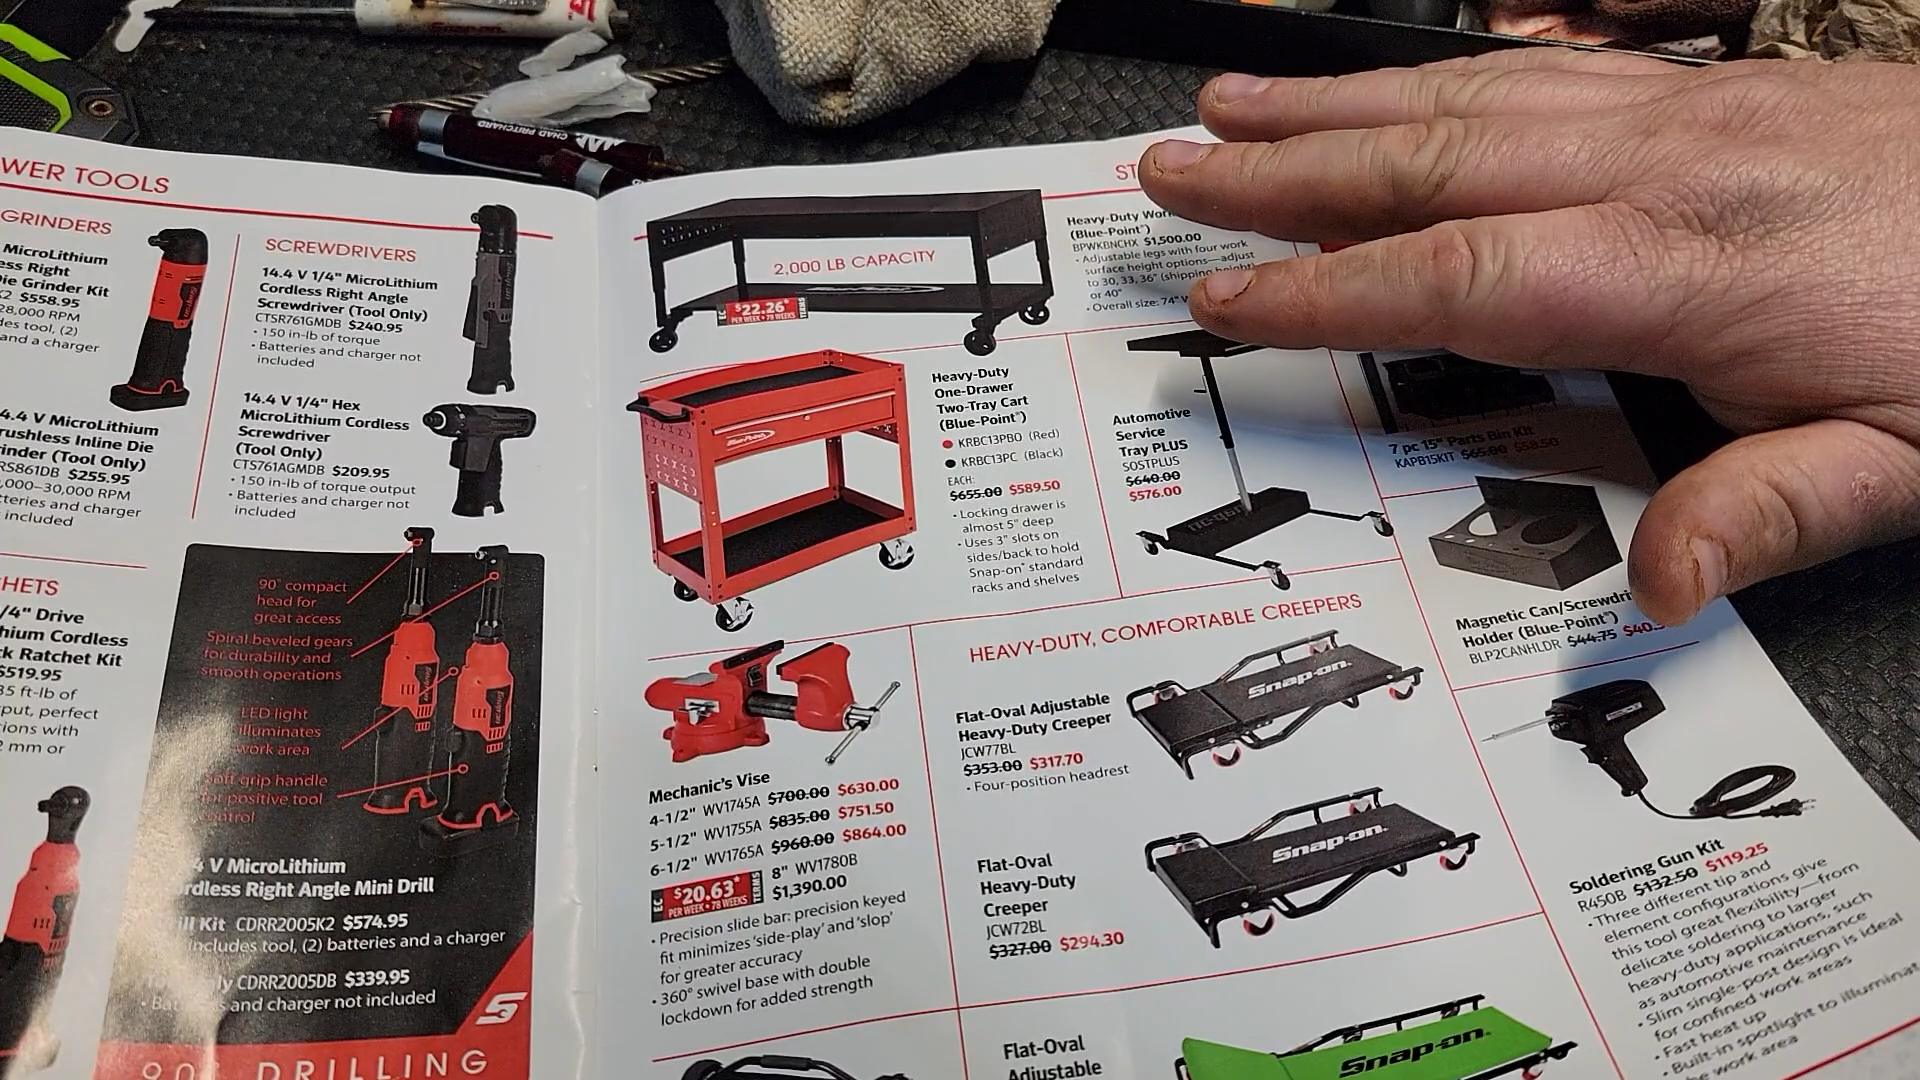 Snap-on
CHAD PRITCHARD
WER TOOLS
GRINDERS
MicroLithium
ess Right
Die Grinder Kit
K2 $558.95
28,000 RPM
des tool, (2)
and a charger
4.4 V MicroLithium
rushless Inline Die
rinder (Tool Only)
RS861DB $255.95
,000–30,000 RPM
tteries and charger
included
HETS
/4" Drive
hium Cordless
ck Ratchet Kit
$519.95
35 ft-lb of
put, perfect
tions with
2 mm or
SCREWDRIVERS
14.4 V 1/4" MicroLithium
Cordless Right Angle
Screwdriver (Tool Only)
CTSR761GMDB $240.95
• 150 in-lb of torque
• Batteries and charger not
included
14.4 V 1/4" Hex
MicroLithium Cordless
Screwdriver
(Tool Only)
CTS761AGMDB $209.95
• 150 in-lb of torque output
• Batteries and charger not
included
90° compact
head for
great access
Spiral beveled gears
for durability and
smooth operations
LED light
illuminates
work area
Soft grip handle
for positive tool
control
4 V MicroLithium
rdless Right Angle Mini Drill
ill Kit CDRR2005K2 $574.95
includes tool, (2) batteries and a charger
ly CDRR2005DB $339.95
• Bat s and charger not included
90° DRILLING
ST
2,000 LB CAPACITY
EC $22.26* TERMS
PER WEEK • 78 WEEKS
Heavy-Duty Wor
(Blue-Point®)
BPWKBNCHX $1,500.00
• Adjustable legs with four work
surface height options—adjust
to 30, 33, 36" (shipping height)
or 40"
• Overall size: 74" W
Blue-Point
Heavy-Duty
One-Drawer
Two-Tray Cart
(Blue-Point®)
KRBC13PBO (Red)
KRBC13PC (Black)
EACH:
$655.00 $589.50
• Locking drawer is
almost 5" deep
• Uses 3" slots on
sides/back to hold
Snap-on® standard
racks and shelves
Automotive
Service
Tray PLUS
SOSTPLUS
$640.00
$576.00
7 pc 15" Parts Bin Kit
KAPB15KIT $65.00 $58.50
Magnetic Can/Screwdri
Holder (Blue-Point®)
BLP2CANHLDR $44.75 $40.
Mechanic's Vise
4-1/2" WV1745A $700.00 $630.00
5-1/2" WV1755A $835.00 $751.50
6-1/2" WV1765A $960.00 $864.00
EC $20.63* TERMS
PER WEEK • 78 WEEKS
8" WV1780B
$1,390.00
• Precision slide bar: precision keyed
fit minimizes 'side-play' and 'slop'
for greater accuracy
• 360° swivel base with double
lockdown for added strength
HEAVY-DUTY, COMFORTABLE CREEPERS
Flat-Oval Adjustable
Heavy-Duty Creeper
JCW77BL
$353.00 $317.70
• Four-position headrest
Snap-on
Flat-Oval
Heavy-Duty
Creeper
JCW72BL
$327.00 $294.30
Snap-on
Flat-Oval
Adjustable
Snap-on
Soldering Gun Kit
R450B $132.50 $119.25
• Three different tip and
element configurations give
this tool great flexibility—from
delicate soldering to larger
heavy-duty applications, such
as automotive maintenance
• Slim single-post design is ideal
for confined work areas
• Fast heat up
• Built-in spotlight to illuminat
he work area